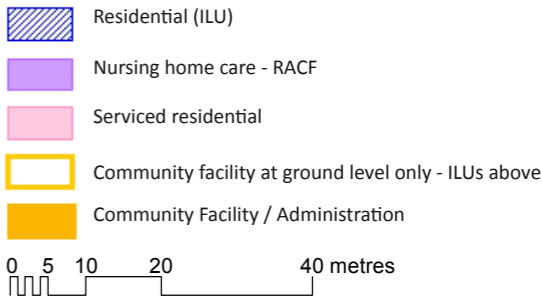 Residential (ILU)
Nursing home care - RACF
Serviced residential
Community facility at ground level only - ILUs above
Community Facility / Administration
0 5 10 20 40 metres